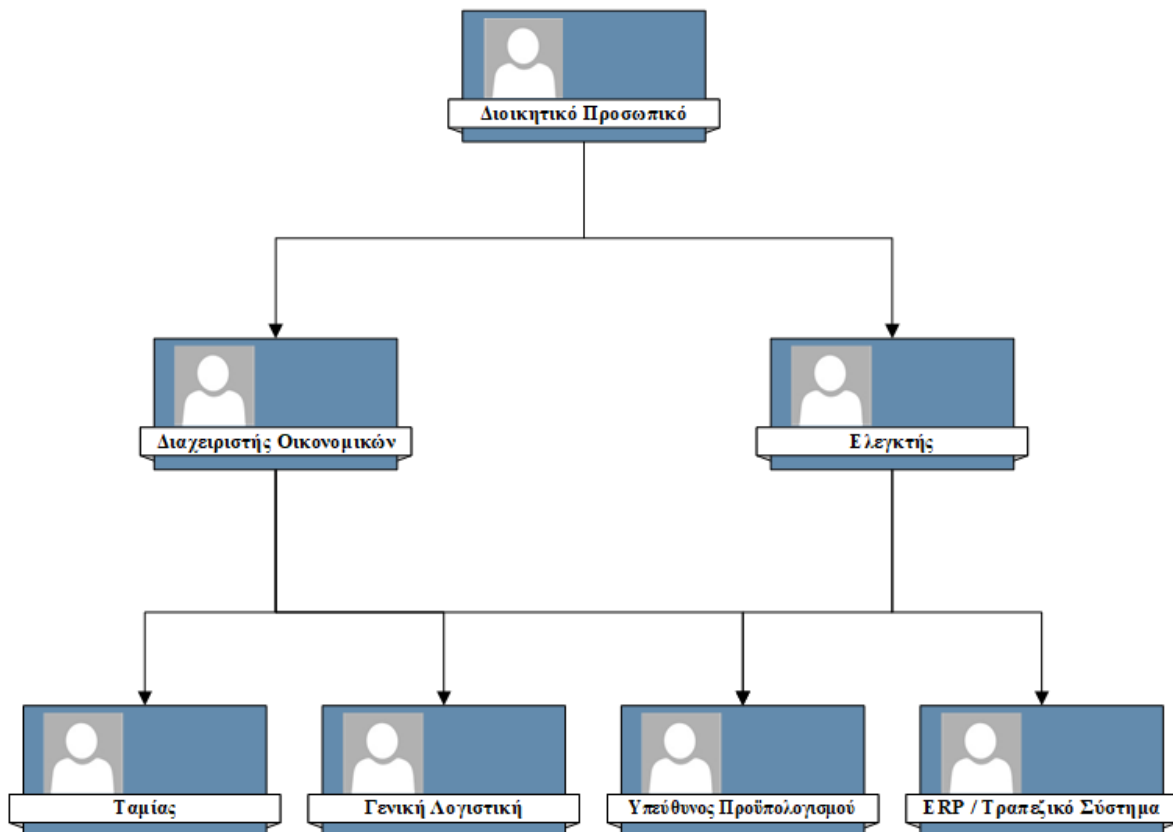 Διοικητικό Προσωπικό
Διαχειριστής Οικονομικών
Ελεγκτής
Ταμίας
Γενική Λογιστική
Υπεύθυνος Προϋπολογισμού
ERP / Τραπεζικό Σύστημα